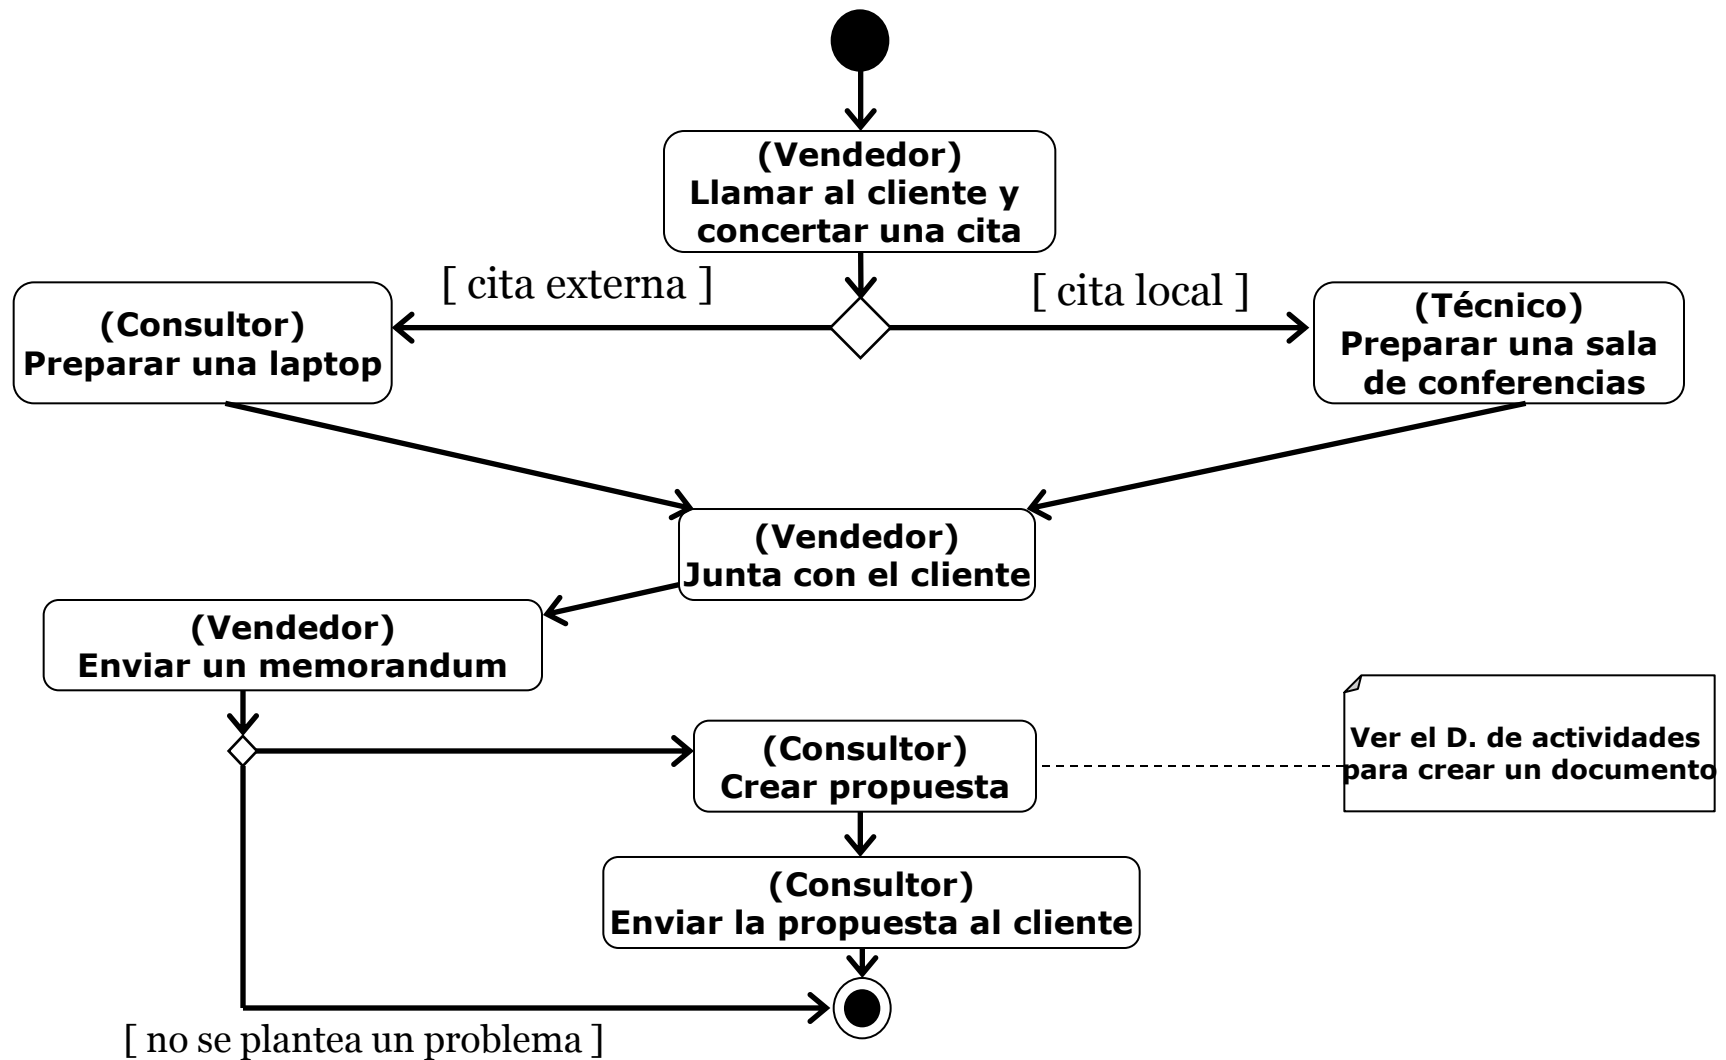 (Vendedor)
Llamar al cliente y
concertar una cita
[ cita externa ]
[ cita local ]
(Consultor)
Preparar una laptop
(Técnico)
Preparar una sala
de conferencias
(Vendedor)
Junta con el cliente
(Vendedor)
Enviar un memorandum
(Consultor)
Crear propuesta
Ver el D. de actividades
para crear un documento
(Consultor)
Enviar la propuesta al cliente
[ no se plantea un problema ]